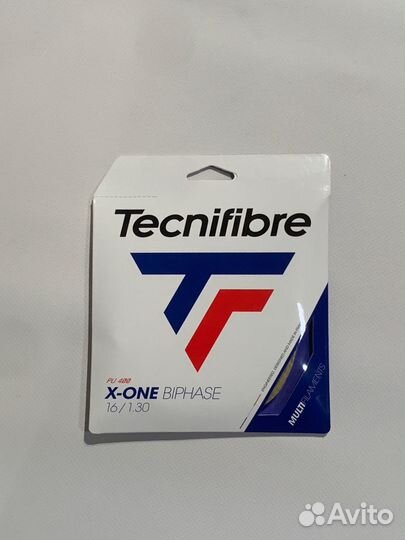 Tecnifibre
PU 400
X-ONE BIPHASE
16/1.30
MULTIFILAMENTS
Avito